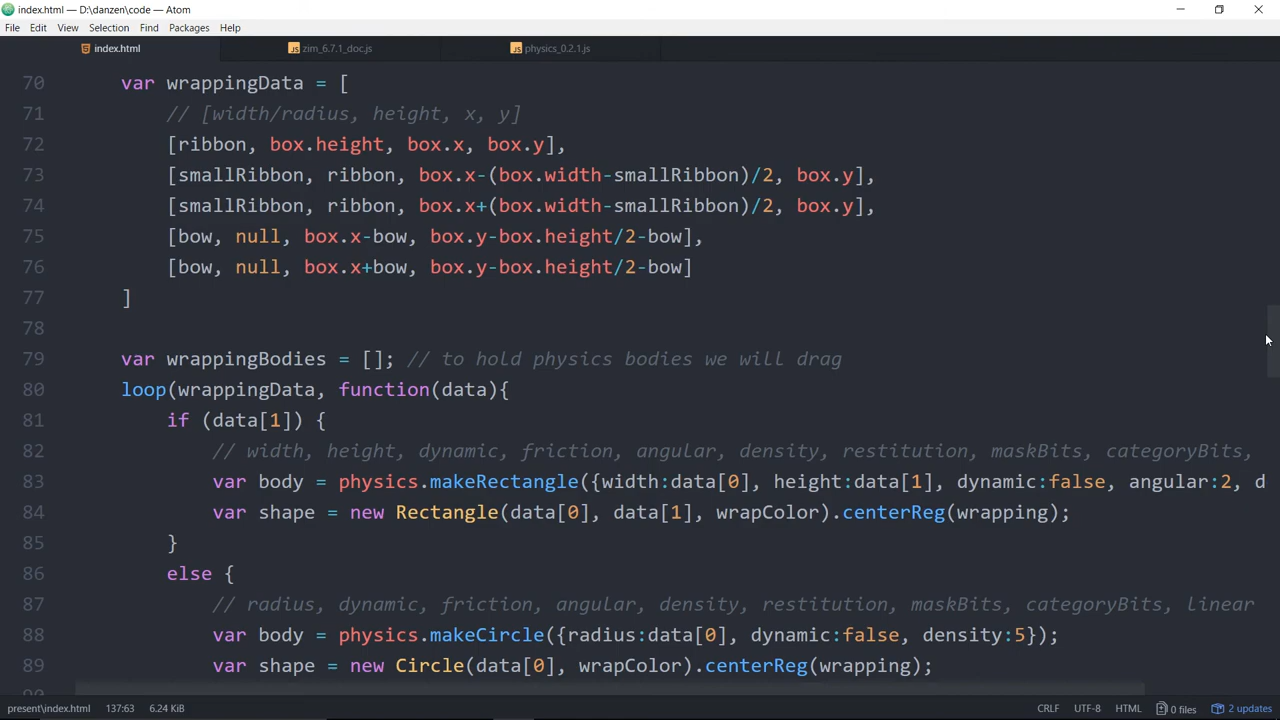 index.html — D:\danzen\code — Atom
File Edit View Selection Find Packages Help
index.html zim_6.7.1_doc.js physics_0.2.1.js
70 var wrappingData = [
71 // [width/radius, height, x, y]
72 [ribbon, box.height, box.x, box.y],
73 [smallRibbon, ribbon, box.x-(box.width-smallRibbon)/2, box.y],
74 [smallRibbon, ribbon, box.x+(box.width-smallRibbon)/2, box.y],
75 [bow, null, box.x-bow, box.y-box.height/2-bow],
76 [bow, null, box.x+bow, box.y-box.height/2-bow]
77 ]
78
79 var wrappingBodies = []; // to hold physics bodies we will drag
80 loop(wrappingData, function(data){
81 if (data[1]) {
82 // width, height, dynamic, friction, angular, density, restitution, maskBits, categoryBits,
83 var body = physics.makeRectangle({width:data[0], height:data[1], dynamic:false, angular:2, d
84 var shape = new Rectangle(data[0], data[1], wrapColor).centerReg(wrapping);
85 }
86 else {
87 // radius, dynamic, friction, angular, density, restitution, maskBits, categoryBits, linear
88 var body = physics.makeCircle({radius:data[0], dynamic:false, density:5});
89 var shape = new Circle(data[0], wrapColor).centerReg(wrapping);
present\index.html 137:63 6.24 KiB CRLF UTF-8 HTML 0 files 2 updates